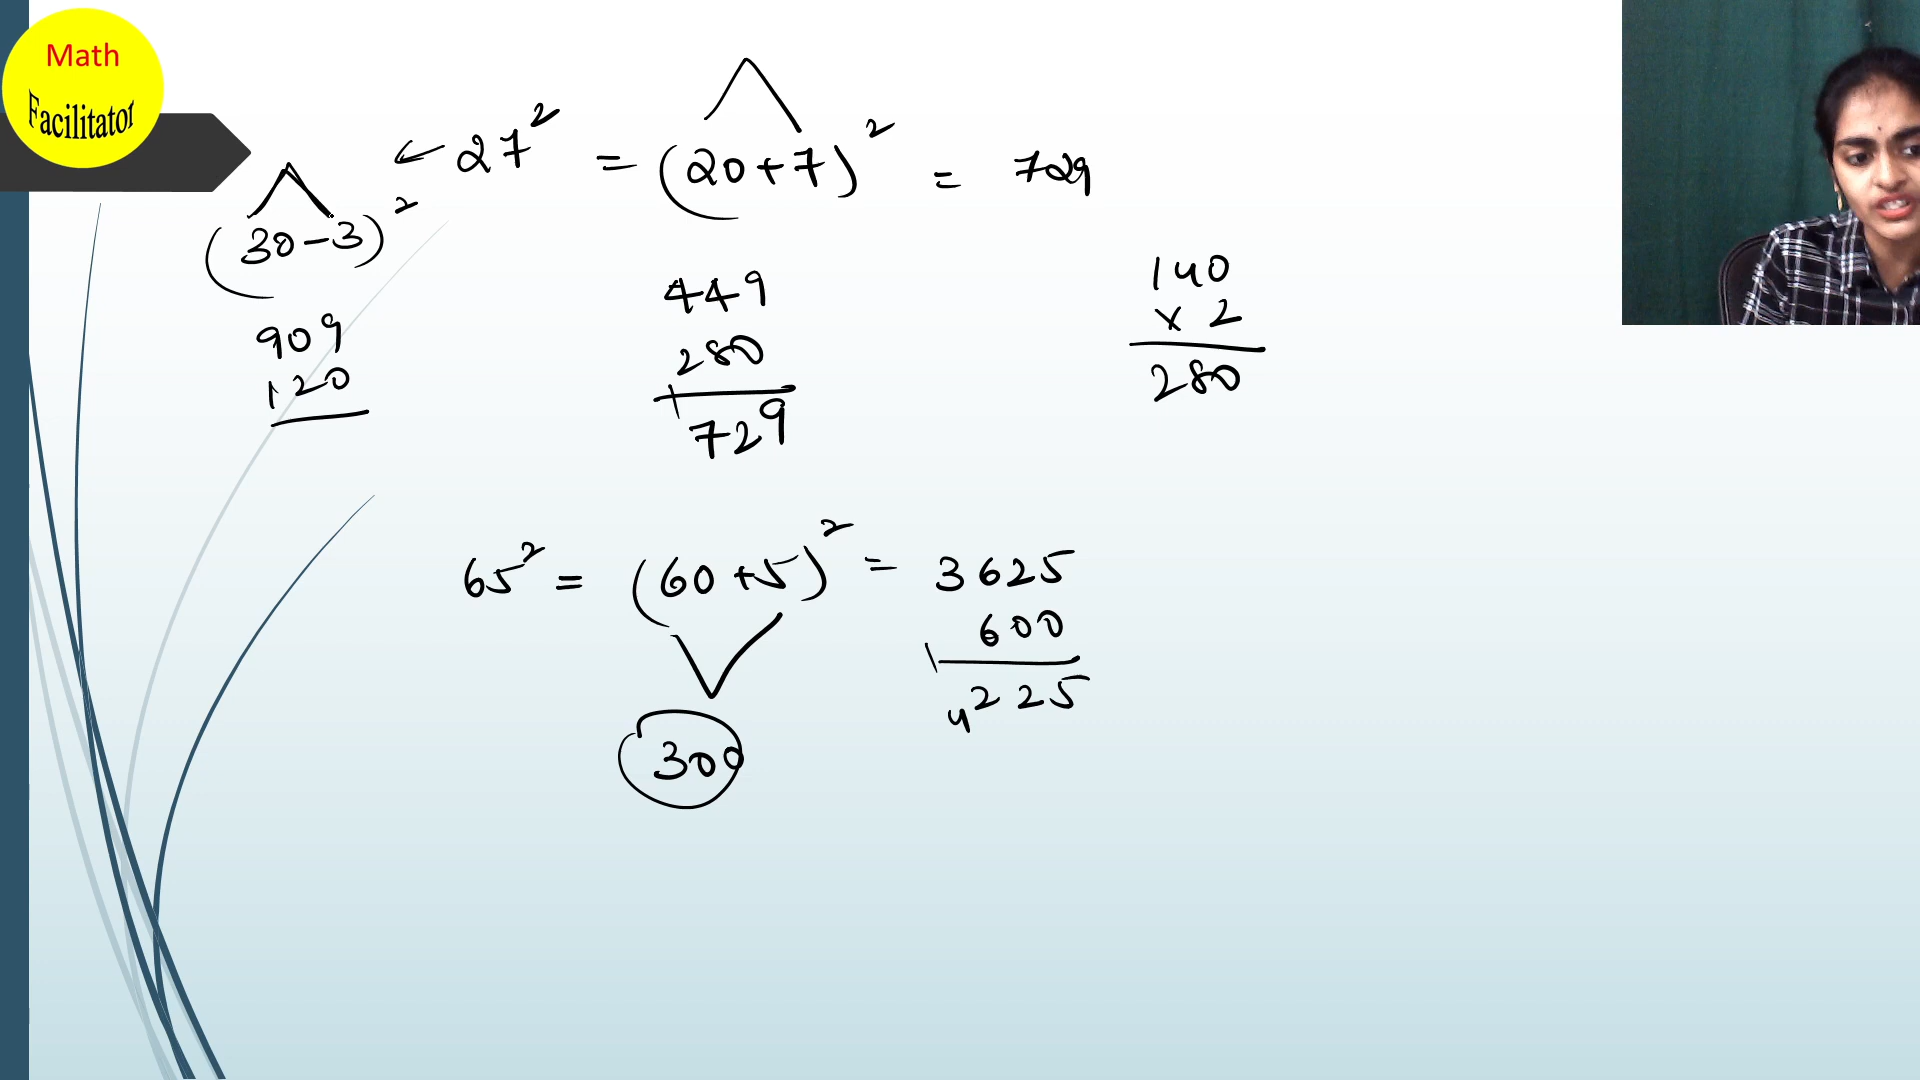 Math
Facilitator
27² = (20+7)² = 729
(30-3)²
909
120
449
280
+
729
140
x 2
280
65² = (60+5)² = 3625
600
4225
300